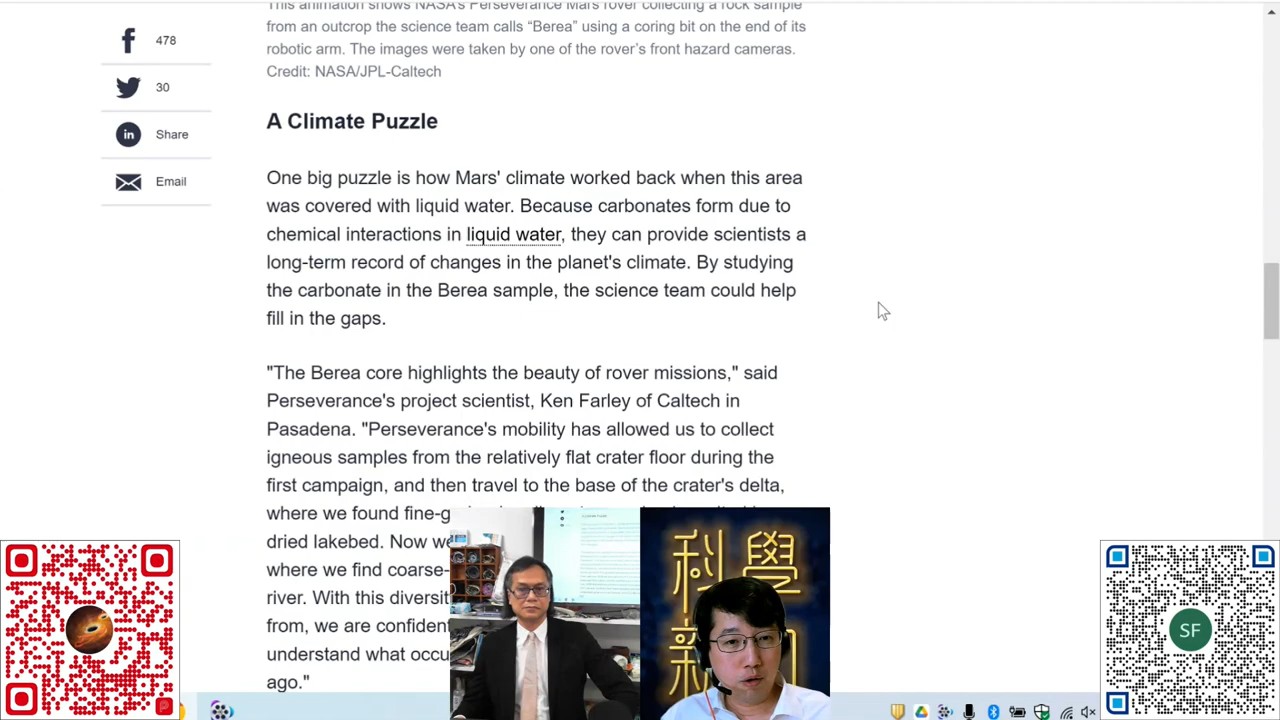 This animation shows NASA's Perseverance Mars rover collecting a rock sample
from an outcrop the science team calls “Berea” using a coring bit on the end of its
robotic arm. The images were taken by one of the rover’s front hazard cameras.
Credit: NASA/JPL-Caltech
478
30
in Share
Email
A Climate Puzzle
One big puzzle is how Mars' climate worked back when this area
was covered with liquid water. Because carbonates form due to
chemical interactions in liquid water, they can provide scientists a
long-term record of changes in the planet's climate. By studying
the carbonate in the Berea sample, the science team could help
fill in the gaps.
"The Berea core highlights the beauty of rover missions," said
Perseverance's project scientist, Ken Farley of Caltech in
Pasadena. "Perseverance's mobility has allowed us to collect
igneous samples from the relatively flat crater floor during the
first campaign, and then travel to the base of the crater's delta,
where we found fine-g
dried lakebed. Now we
where we find coarse-
river. With this diversit
from, we are confident
understand what occu
ago."
科學
新
SF